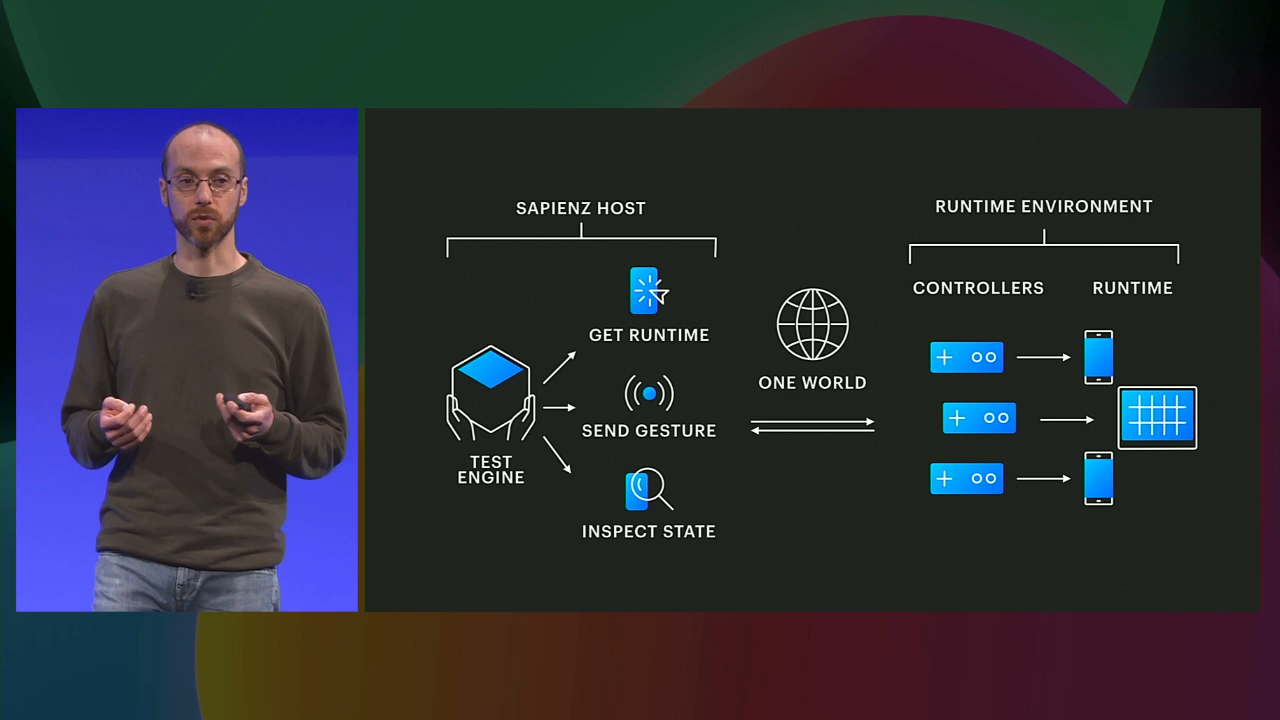 SAPIENZ HOST
GET RUNTIME
TEST
ENGINE
SEND GESTURE
INSPECT STATE
ONE WORLD
RUNTIME ENVIRONMENT
CONTROLLERS
RUNTIME